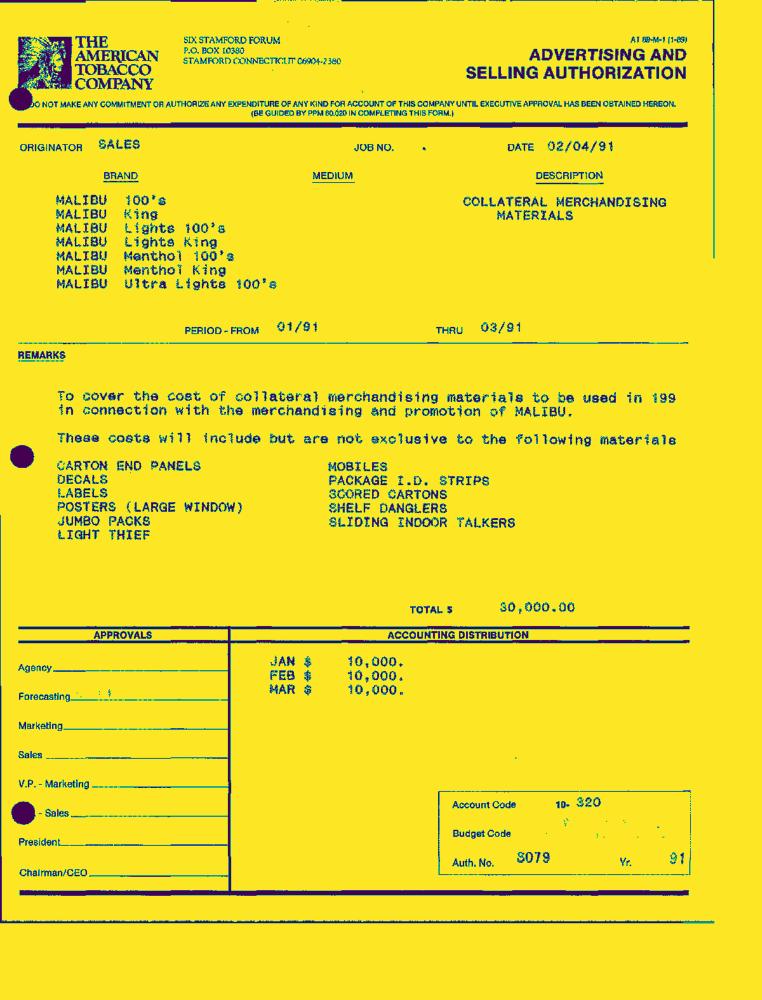 THE
AMERICAN
TOBACCO
COMPANY
SIX STAMFORD FORUM
P.O. BOX 10380
STAMFORD CONNECTICUT 06904-2380
A1 69-M-1 (1-89)
ADVERTISING AND
SELLING AUTHORIZATION
DO NOT MAKE ANY COMMITMENT OR AUTHORIZE ANY EXPENDITURE OF ANY KIND FOR ACCOUNT OF THIS COMPANY UNTIL EXECUTIVE APPROVAL HAS BEEN OBTAINED HEREON.
(BE GUIDED BY PPM 60.020 IN COMPLETING THIS FORM.)
ORIGINATOR SALES JOB NO. DATE 02/04/91
BRAND MEDIUM DESCRIPTION
MALIBU 100's COLLATERAL MERCHANDISING
MALIBU King MATERIALS
MALIBU Lights 100's
MALIBU Lights King
MALIBU Menthol 100's
MALIBU Menthol King
MALIBU Ultra Lights 100's
PERIOD - FROM 01/91 THRU 03/91
REMARKS
To cover the cost of collateral merchandising materials to be used in 199
in connection with the merchandising and promotion of MALIBU.
These costs will include but are not exclusive to the following materials
CARTON END PANELS MOBILES
DECALS PACKAGE I.D. STRIPS
LABELS SCORED CARTONS
POSTERS (LARGE WINDOW) SHELF DANGLERS
JUMBO PACKS SLIDING INDOOR TALKERS
LIGHT THIEF
TOTAL $ 30,000.00
APPROVALS ACCOUNTING DISTRIBUTION
JAN $ 10,000.
FEB $ 10,000.
MAR $ 10,000.
Agency
Forecasting
Marketing
Sales
V.P. - Marketing
- Sales
President
Chairman/CEO
Account Code 10- 320
Budget Code
Auth. No. 3079 Yr. 91